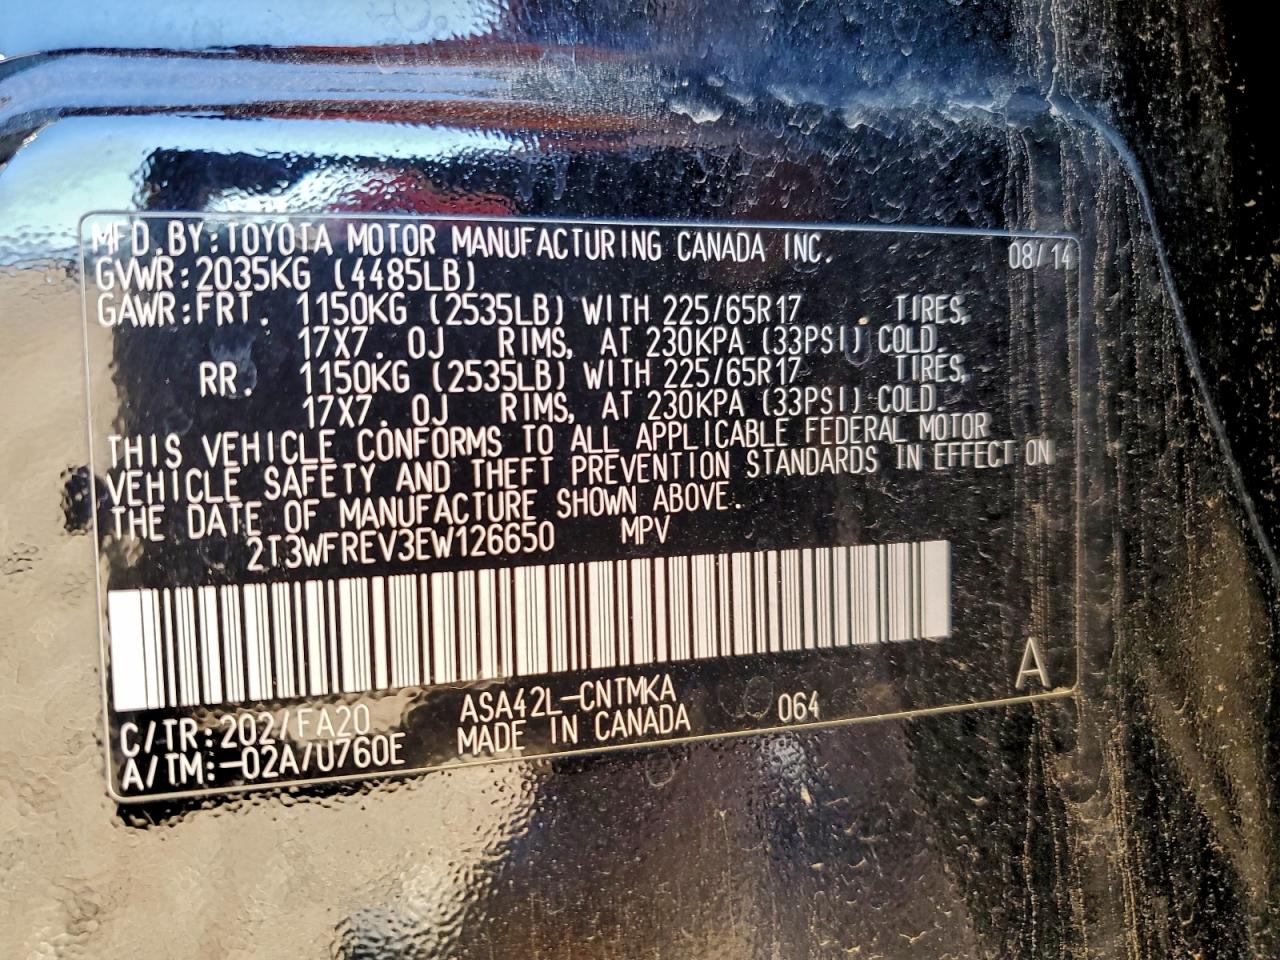 MFD.BY:TOYOTA MOTOR MANUFACTURING CANADA INC. 08/14
GVWR:2035KG (4485LB)
GAWR:FRT. 1150KG (2535LB) WITH 225/65R17 TIRES,
17X7.0J RIMS, AT 230KPA (33PSI) COLD.
RR. 1150KG (2535LB) WITH 225/65R17 TIRES,
17X7.0J RIMS, AT 230KPA (33PSI) COLD.
THIS VEHICLE CONFORMS TO ALL APPLICABLE FEDERAL MOTOR
VEHICLE SAFETY AND THEFT PREVENTION STANDARDS IN EFFECT ON
THE DATE OF MANUFACTURE SHOWN ABOVE.
2T3WFREV3EW126650 MPV
A
C/TR:202/FA20 ASA42L-CNTMKA 064
A/TM:-02A/U760E MADE IN CANADA